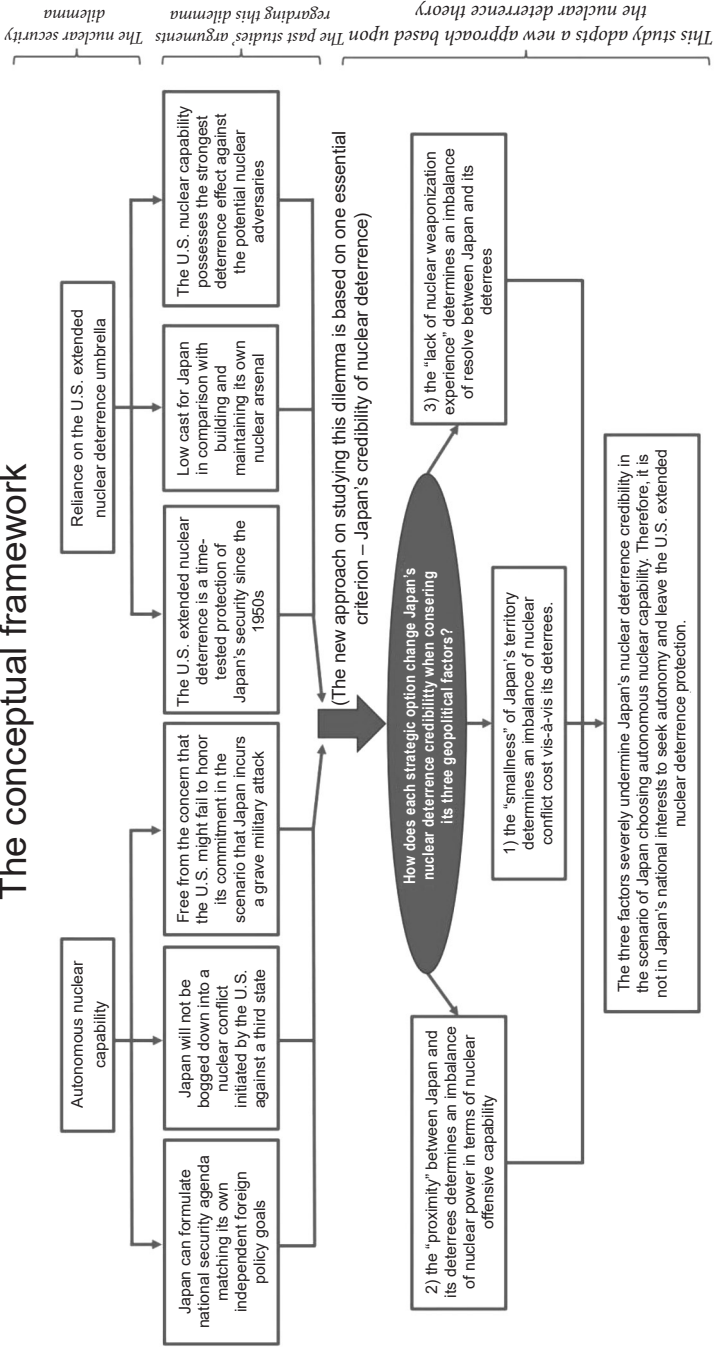 The conceptual framework
Autonomous nuclear
capability
Reliance on the U.S. extended
nuclear deterrence umbrella
The nuclear security
dilemma
Japan can formulate
national security agenda
matching its own
independent foreign
policy goals
Japan will not be
bogged down into a
nuclear conflict
initiated by the U.S.
against a third state
Free from the concern that
the U.S. might fail to honor
its commitment in the
scenario that Japan incurs
a grave military attack
The U.S. extended nuclear
deterrence is a time-
tested protection of
Japan's security since the
1950s
Low cast for Japan
in comparison with
building and
maintaining its own
nuclear arsenal
The U.S. nuclear capability
possesses the strongest
deterrence effect against
the potential nuclear
adversaries
The past studies' arguments
regarding this dilemma
(The new approach on studying this dilemma is based on one essential
criterion – Japan's credibility of nuclear deterrence)
How does each strategic option change Japan's
nuclear deterrence credibility when consering
its three geopolitical factors?
2) the "proximity" between Japan and
its deterrees determines an imbalance
of nuclear power in terms of nuclear
offensive capability
1) the "smallness" of Japan's territory
determines an imbalance of nuclear
conflict cost vis-à-vis its deterrees.
3) the "lack of nuclear weaponization
experience" determines an imbalance
of resolve between Japan and its
deterrees
The three factors severely undermine Japan's nuclear deterrence credibility in
the scenario of Japan choosing autonomous nuclear capability. Therefore, it is
not in Japan's national interests to seek autonomy and leave the U.S. extended
nuclear deterrence protection.
This study adopts a new approach based upon
the nuclear deterrence theory